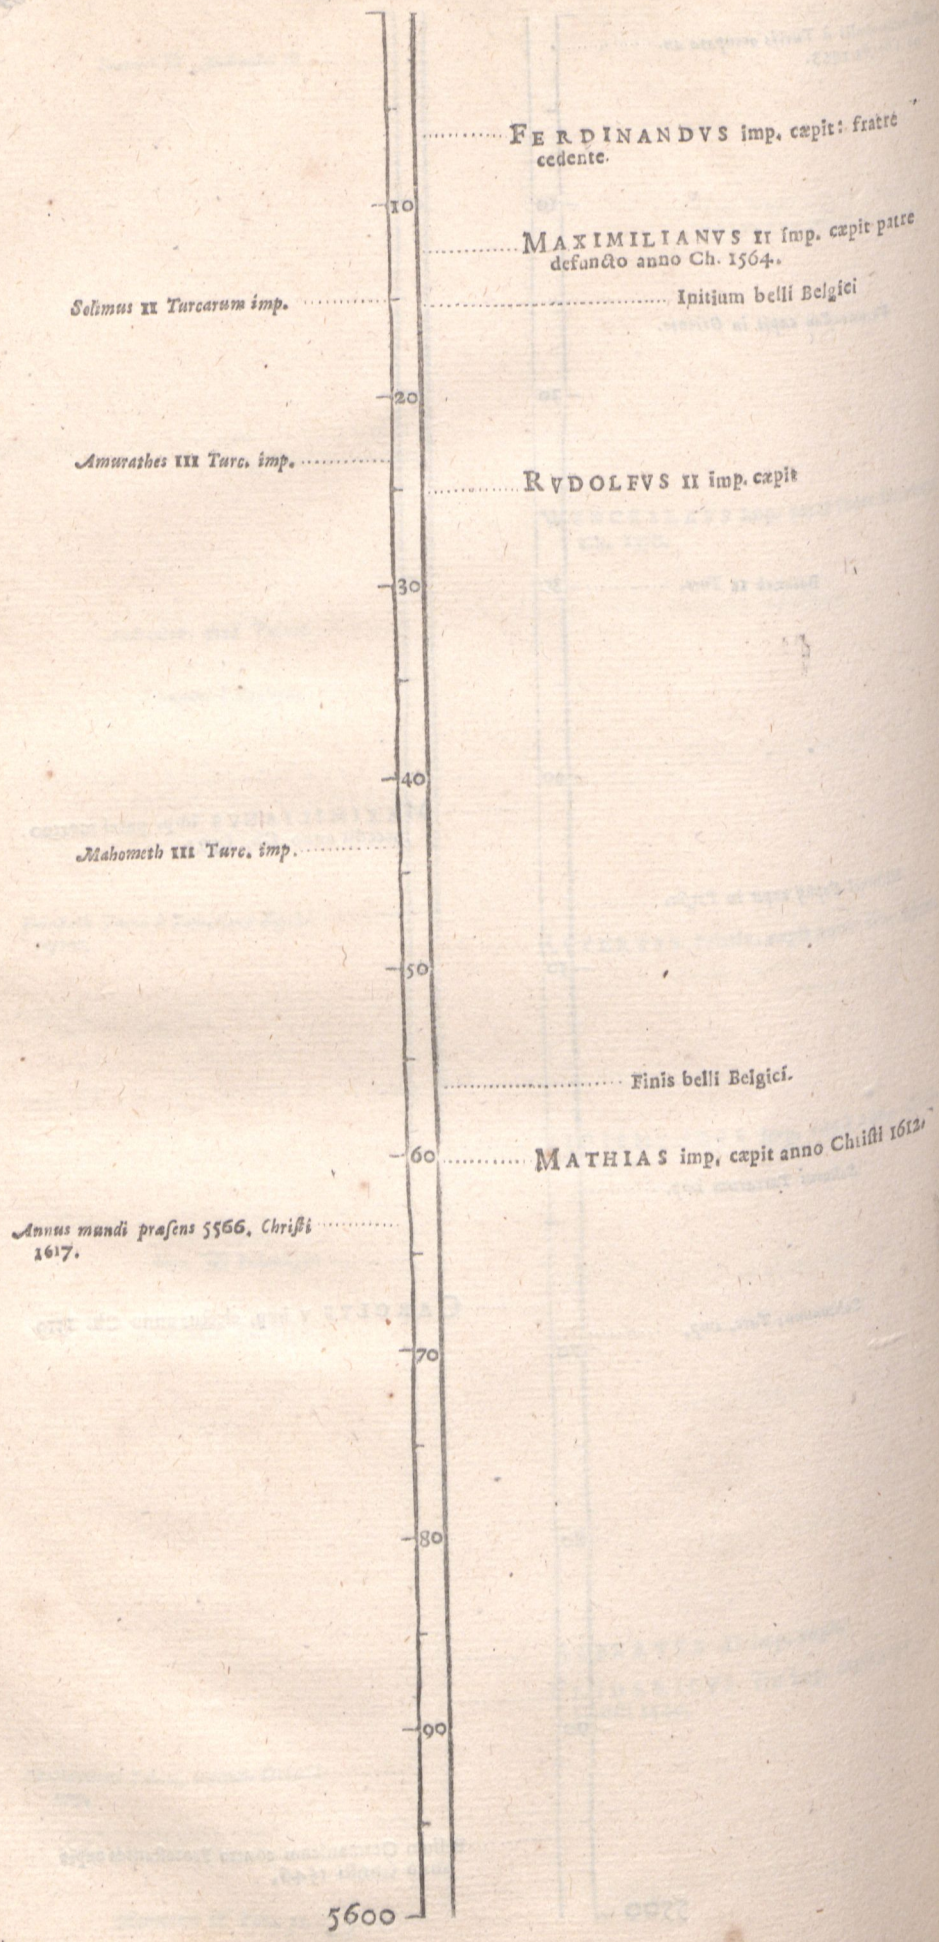 FERDINANDVS imp. cæpit: fratre
cedente.
10
MAXIMILIANVS II imp. cæpit patre
defuncto anno Ch. 1564.
Solimus II Turcarum imp.
Initium belli Belgici
20
Amurathes III Turc. imp.
RVDOLFVS II imp. cæpit
30
40
Mahometh III Turc. imp.
50
Finis belli Belgici.
60
MATHIAS imp. cæpit anno Chriſti 1612.
Annus mundi præſens 5566. Chriſti
1617.
70
80
90
5600